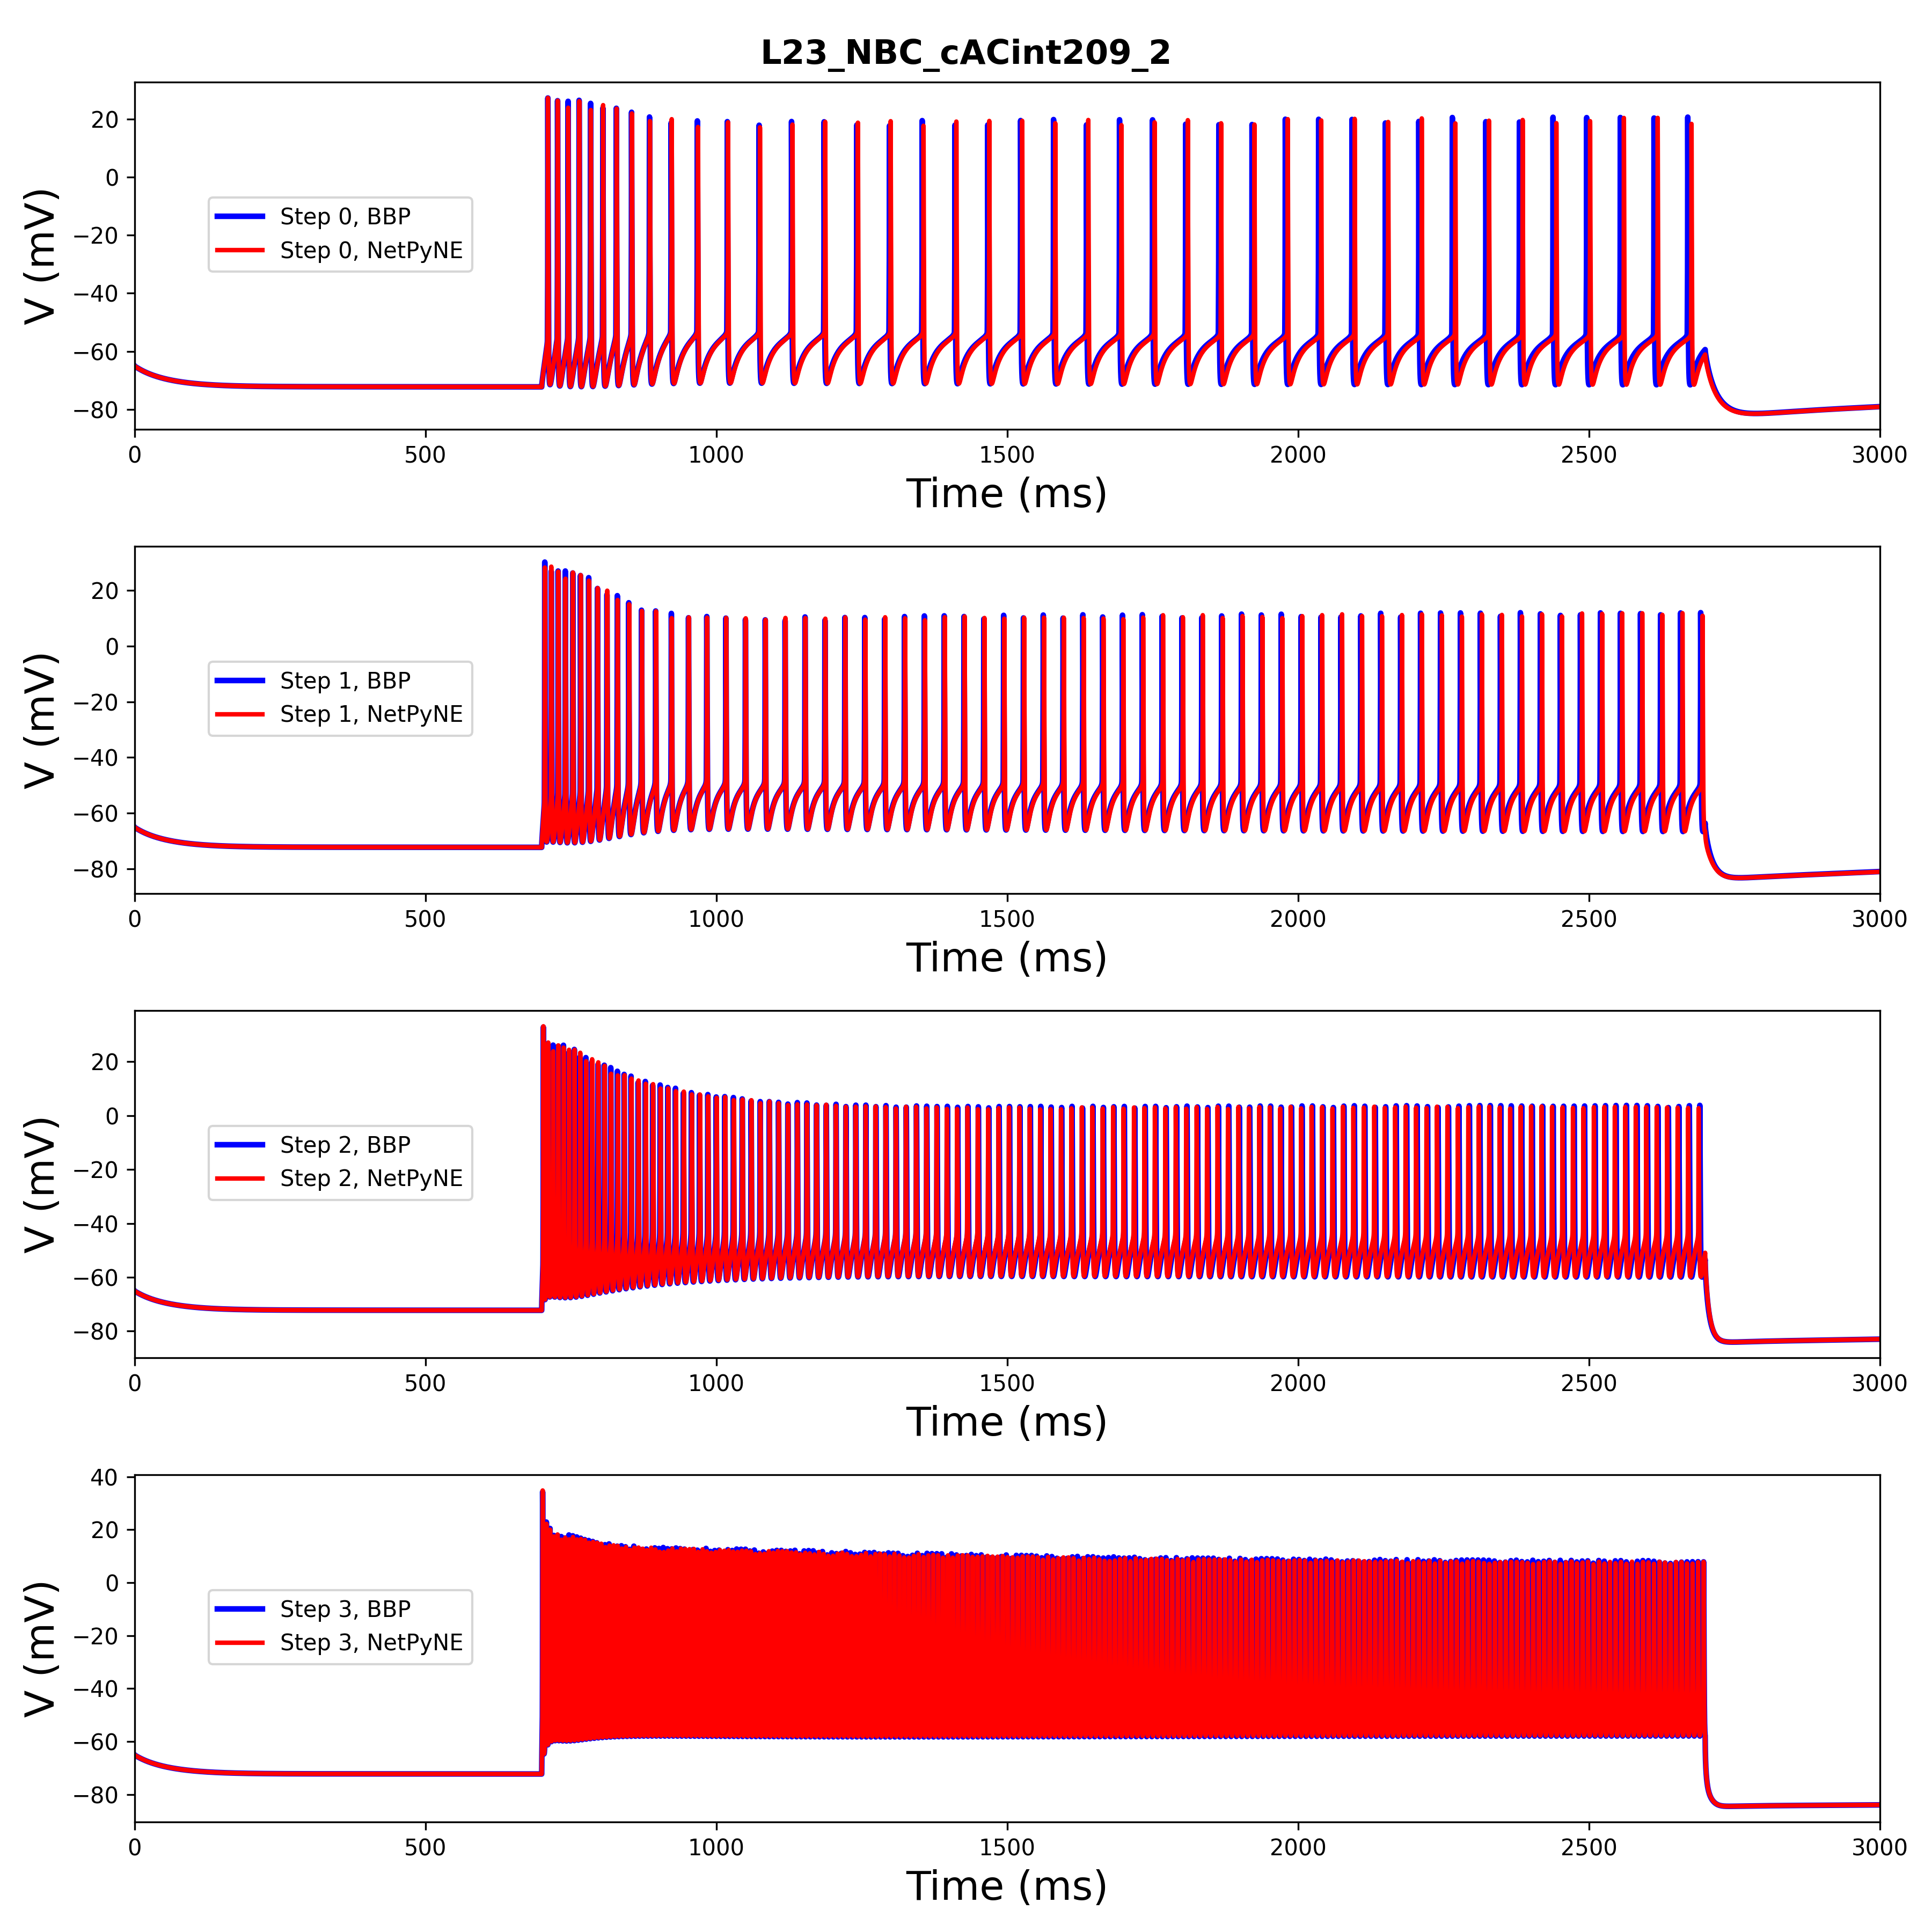 L23_NBC_cACint209_2
20
0
−20
−40
−60
−80
V (mV)
Step 0, BBP
Step 0, NetPyNE
0 500 1000 1500 2000 2500 3000
Time (ms)
20
0
−20
−40
−60
−80
V (mV)
Step 1, BBP
Step 1, NetPyNE
0 500 1000 1500 2000 2500 3000
Time (ms)
20
0
−20
−40
−60
−80
V (mV)
Step 2, BBP
Step 2, NetPyNE
0 500 1000 1500 2000 2500 3000
Time (ms)
40
20
0
−20
−40
−60
−80
V (mV)
Step 3, BBP
Step 3, NetPyNE
0 500 1000 1500 2000 2500 3000
Time (ms)